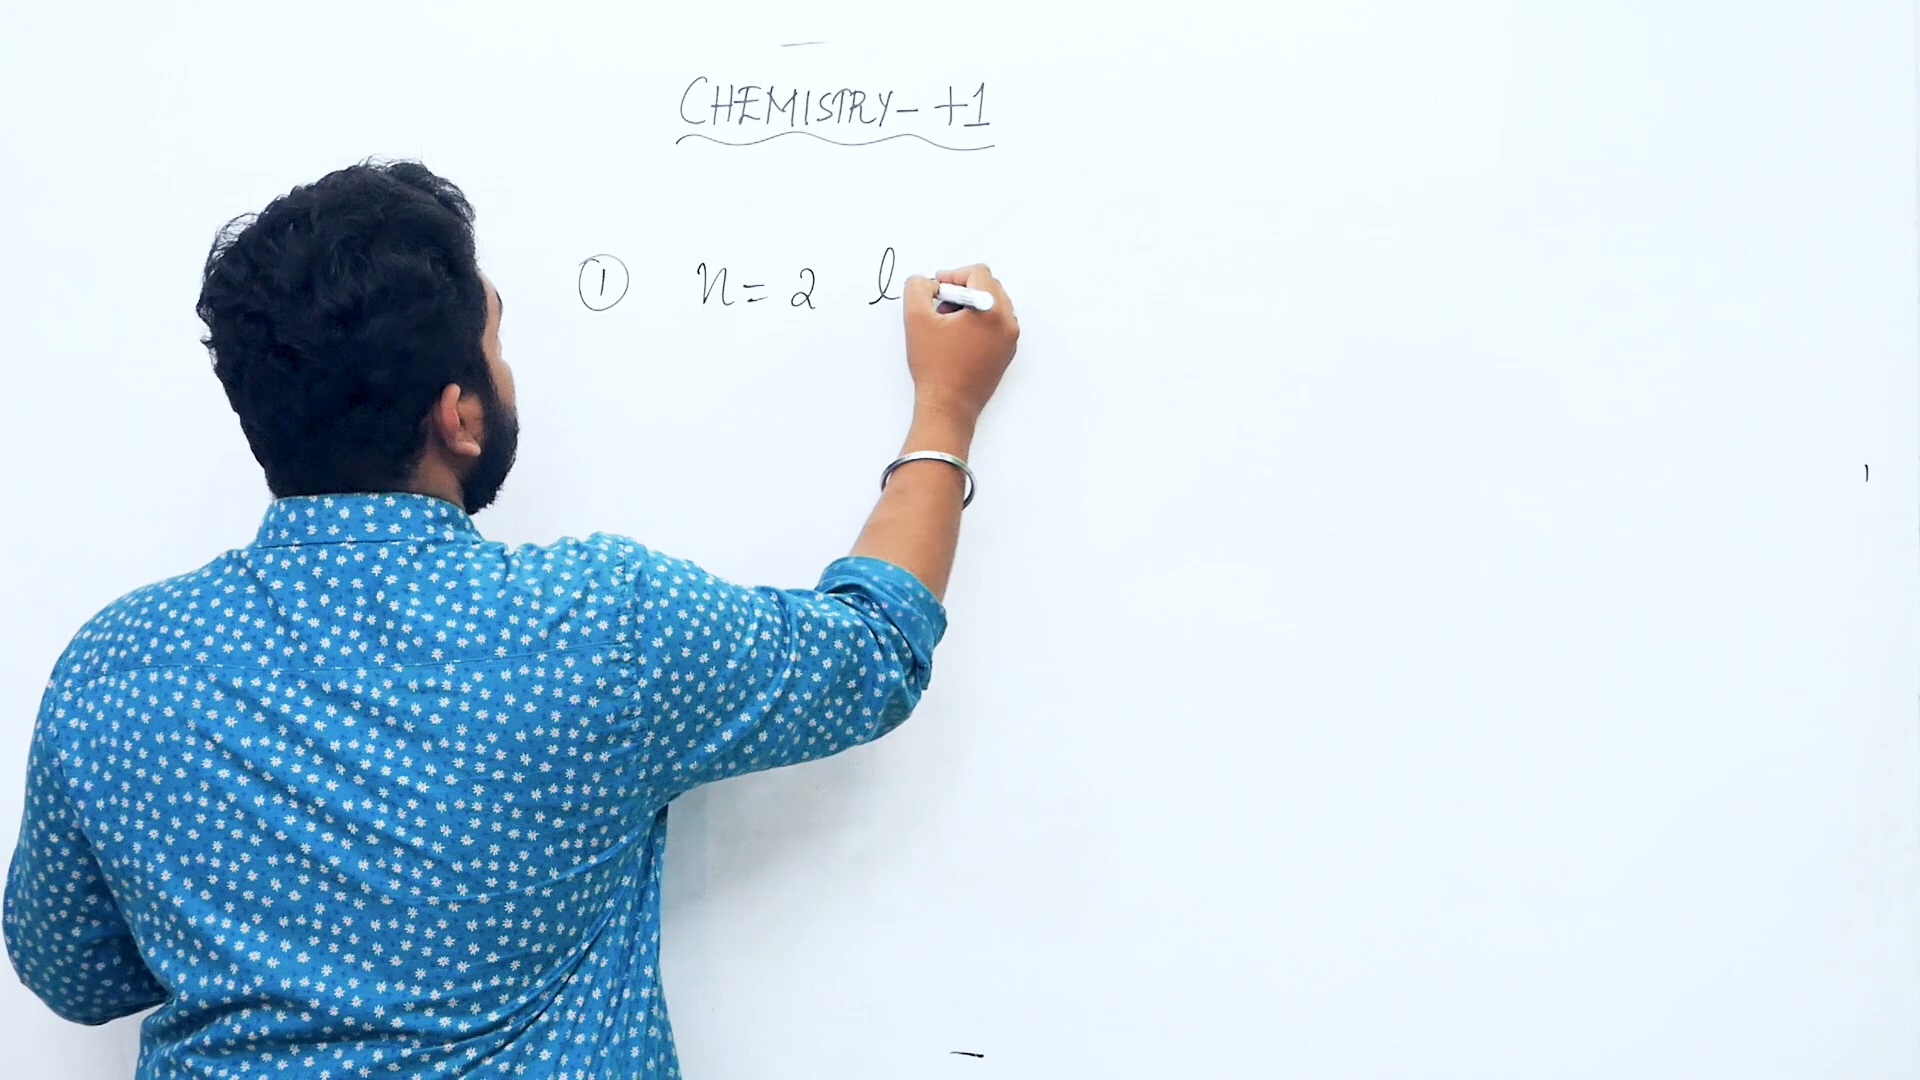 CHEMISTRY- +1
① n= 2 l